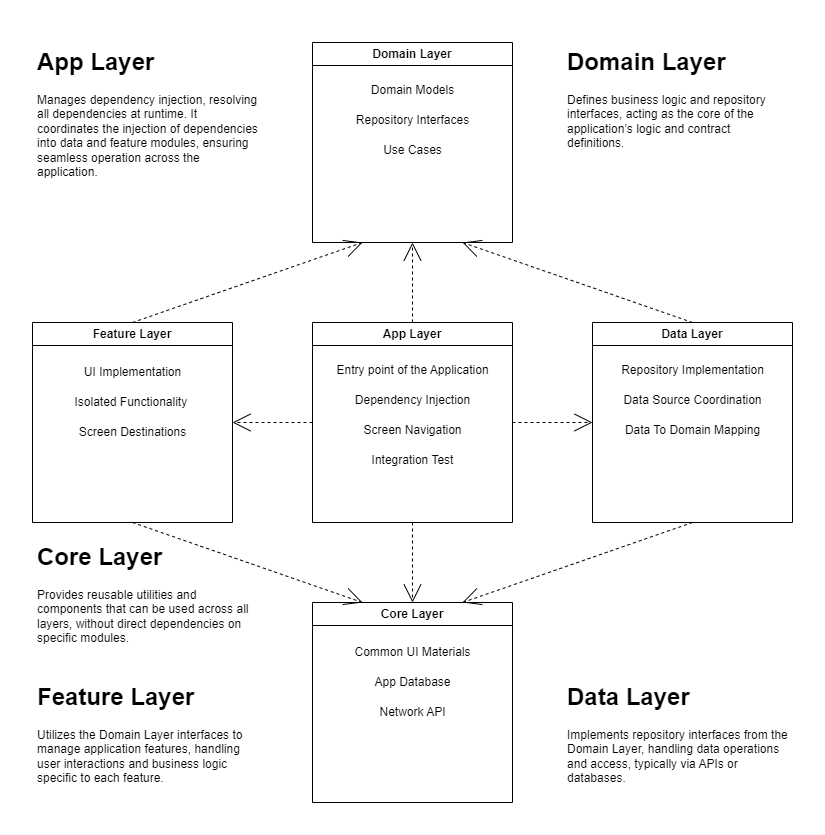 App Layer
Manages dependency injection, resolving
all dependencies at runtime. It
coordinates the injection of dependencies
into data and feature modules, ensuring
seamless operation across the
application.
Domain Layer
Domain Models
Repository Interfaces
Use Cases
Domain Layer
Defines business logic and repository
interfaces, acting as the core of the
application's logic and contract
definitions.
Feature Layer
UI Implementation
Isolated Functionality
Screen Destinations
App Layer
Entry point of the Application
Dependency Injection
Screen Navigation
Integration Test
Data Layer
Repository Implementation
Data Source Coordination
Data To Domain Mapping
Core Layer
Provides reusable utilities and
components that can be used across all
layers, without direct dependencies on
specific modules.
Core Layer
Common UI Materials
App Database
Network API
Feature Layer
Utilizes the Domain Layer interfaces to
manage application features, handling
user interactions and business logic
specific to each feature.
Data Layer
Implements repository interfaces from the
Domain Layer, handling data operations
and access, typically via APIs or
databases.